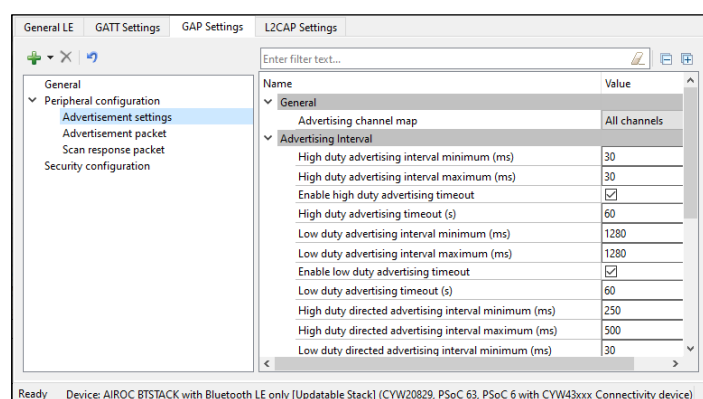 General LE GATT Settings GAP Settings L2CAP Settings
Enter filter text...
General
Peripheral configuration
Advertisement settings
Advertisement packet
Scan response packet
Security configuration
Name Value
General
Advertising channel map All channels
Advertising Interval
High duty advertising interval minimum (ms) 30
High duty advertising interval maximum (ms) 30
Enable high duty advertising timeout
High duty advertising timeout (s) 60
Low duty advertising interval minimum (ms) 1280
Low duty advertising interval maximum (ms) 1280
Enable low duty advertising timeout
Low duty advertising timeout (s) 60
High duty directed advertising interval minimum (ms) 250
High duty directed advertising interval maximum (ms) 500
Low duty directed advertising interval minimum (ms) 30
Ready Device: AIROC BTSTACK with Bluetooth LE only [Updatable Stack] (CYW20829, PSoC 63, PSoC 6 with CYW43xxx Connectivity device)